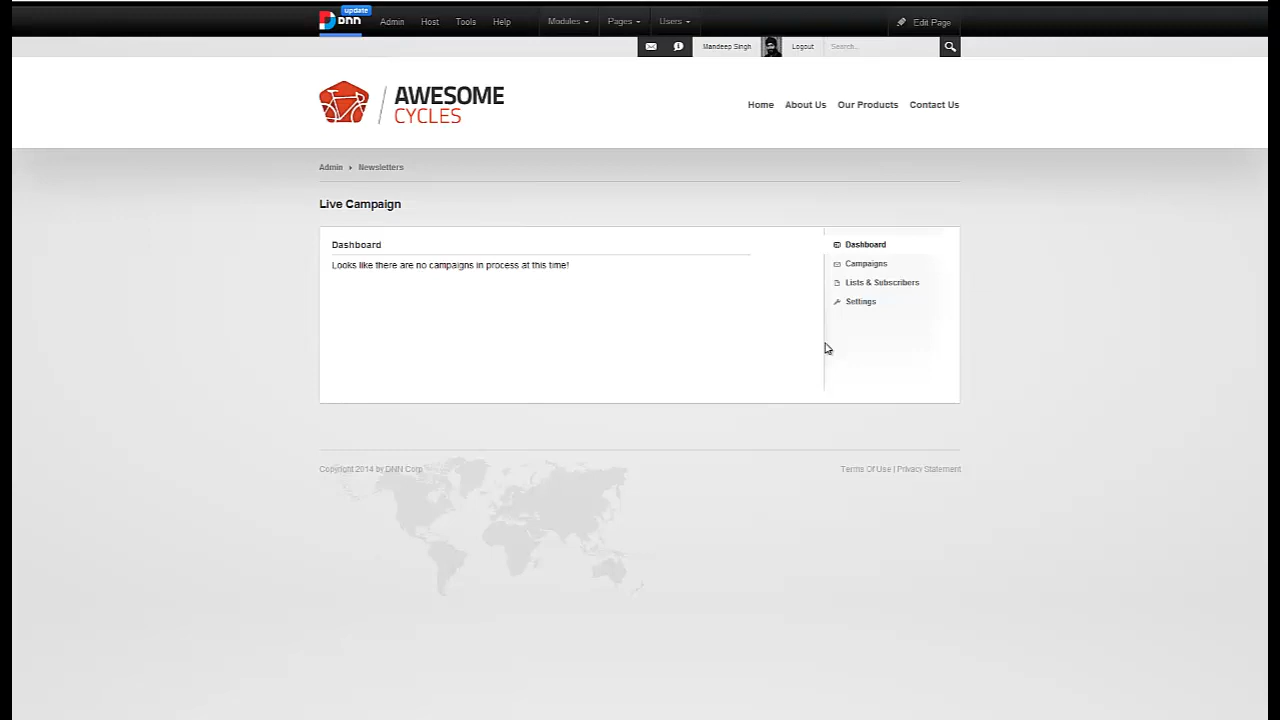 update
DNN Admin Host Tools Help Modules Pages Users Edit Page
Mandeep Singh Logout Search...
AWESOME
CYCLES
Home About Us Our Products Contact Us
Admin Newsletters
Live Campaign
Dashboard
Looks like there are no campaigns in process at this time!
Dashboard
Campaigns
Lists & Subscribers
Settings
Copyright 2014 by DNN Corp
Terms Of Use | Privacy Statement